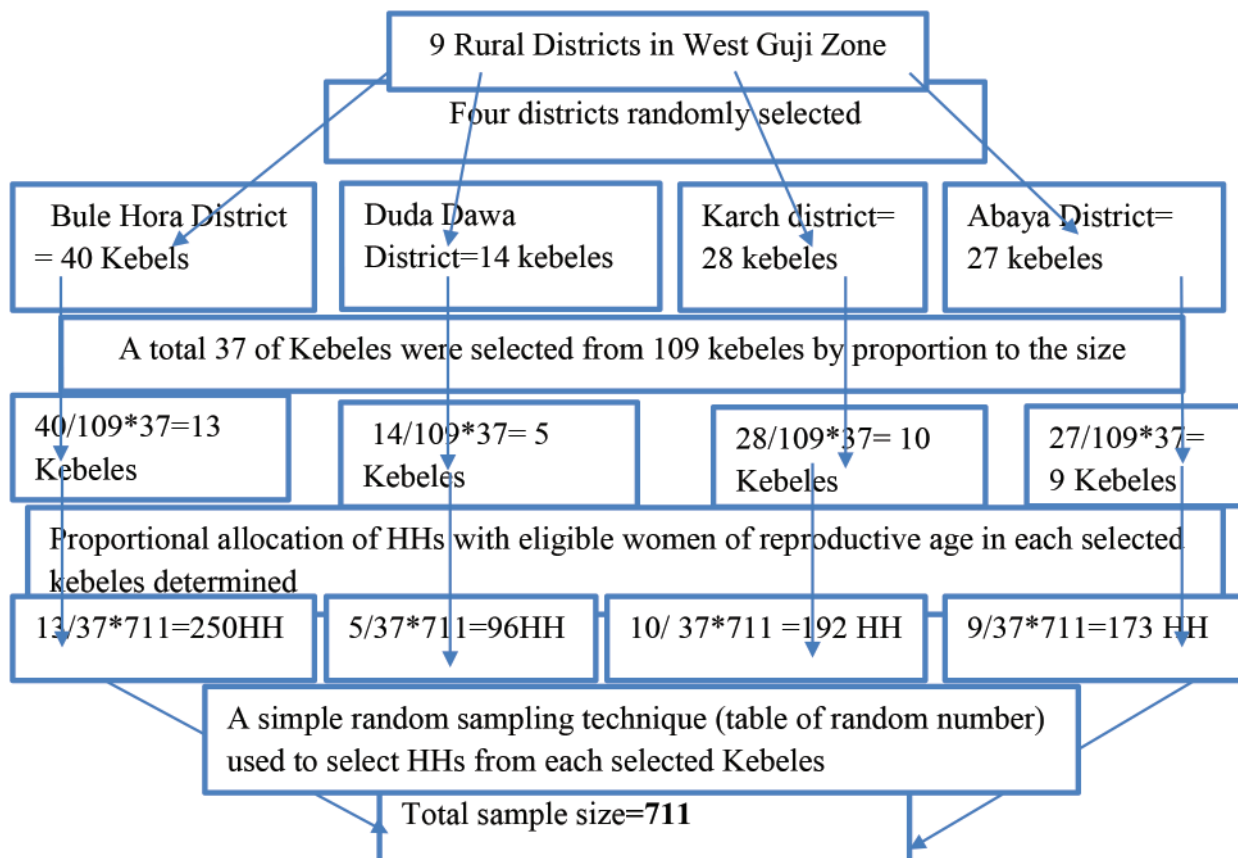 9 Rural Districts in West Guji Zone
Four districts randomly selected
Bule Hora District
= 40 Kebels
Duda Dawa
District=14 kebeles
Karch district=
28 kebeles
Abaya District=
27 kebeles
A total 37 of Kebeles were selected from 109 kebeles by proportion to the size
40/109*37=13
Kebeles
14/109*37= 5
Kebeles
28/109*37= 10
Kebeles
27/109*37=
9 Kebeles
Proportional allocation of HHs with eligible women of reproductive age in each selected
kebeles determined
13/37*711=250HH
5/37*711=96HH
10/ 37*711 =192 HH
9/37*711=173 HH
A simple random sampling technique (table of random number)
used to select HHs from each selected Kebeles
Total sample size=711